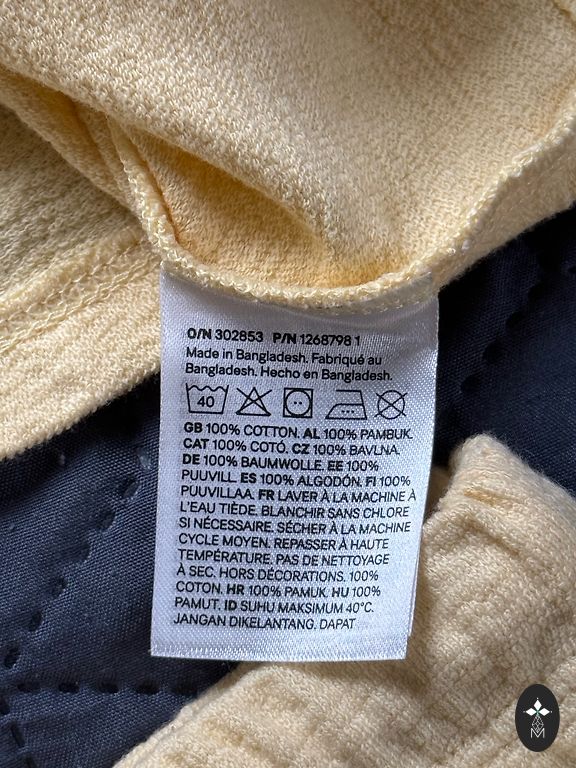 O/N 302853 P/N 1268798 1
Made in Bangladesh. Fabriqué au
Bangladesh. Hecho en Bangladesh.
40
GB 100% COTTON. AL 100% PAMBUK.
CAT 100% COTÓ. CZ 100% BAVLNA.
DE 100% BAUMWOLLE. EE 100%
PUUVILL. ES 100% ALGODÓN. FI 100%
PUUVILLAA. FR LAVER À LA MACHINE À
L'EAU TIÈDE. BLANCHIR SANS CHLORE
SI NÉCESSAIRE. SÉCHER À LA MACHINE
CYCLE MOYEN. REPASSER À HAUTE
TEMPÉRATURE. PAS DE NETTOYAGE
À SEC. HORS DÉCORATIONS. 100%
COTON. HR 100% PAMUK. HU 100%
PAMUT. ID SUHU MAKSIMUM 40°C.
JANGAN DIKELANTANG. DAPAT
M